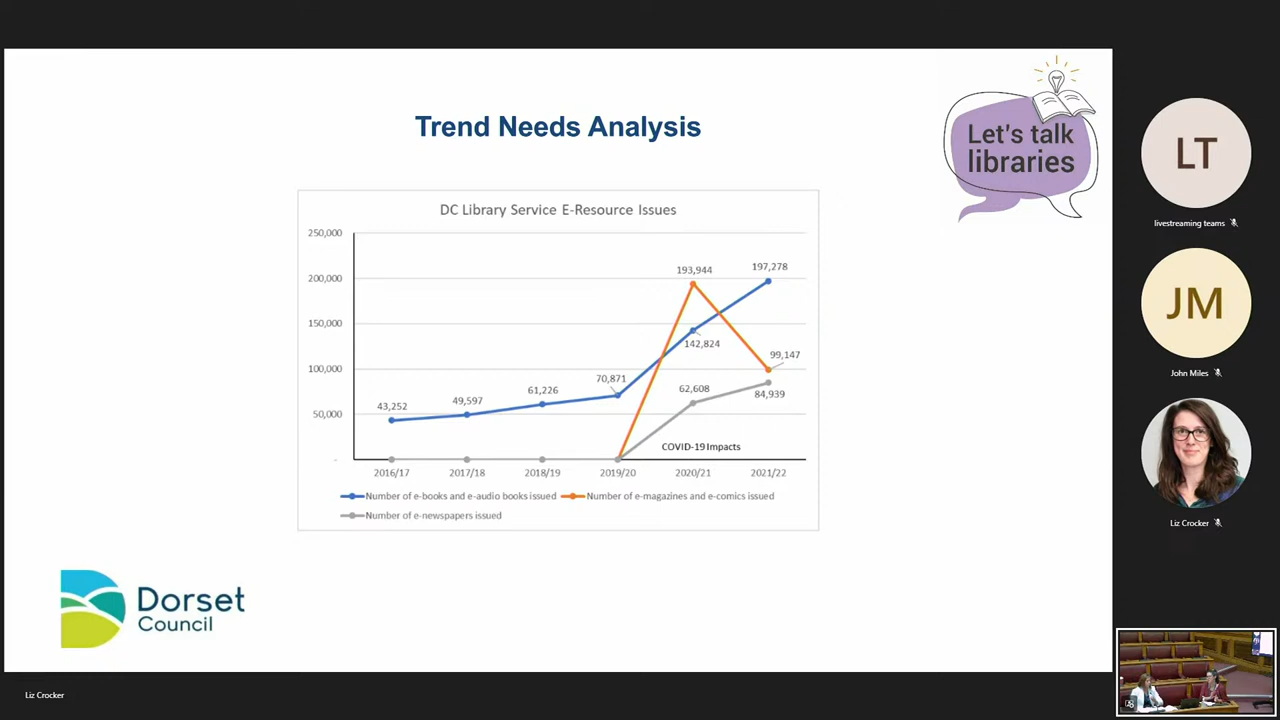 Trend Needs Analysis
Let's talk
libraries
DC Library Service E-Resource Issues
250,000
200,000
150,000
100,000
50,000
-
193,944
197,278
142,824
99,147
84,939
62,608
70,871
61,226
49,597
43,252
COVID-19 Impacts
2016/17 2017/18 2018/19 2019/20 2020/21 2021/22
Number of e-books and e-audio books issued Number of e-magazines and e-comics issued
Number of e-newspapers issued
Dorset
Council
LT
livestreaming teams
JM
John Miles
Liz Crocker
Liz Crocker